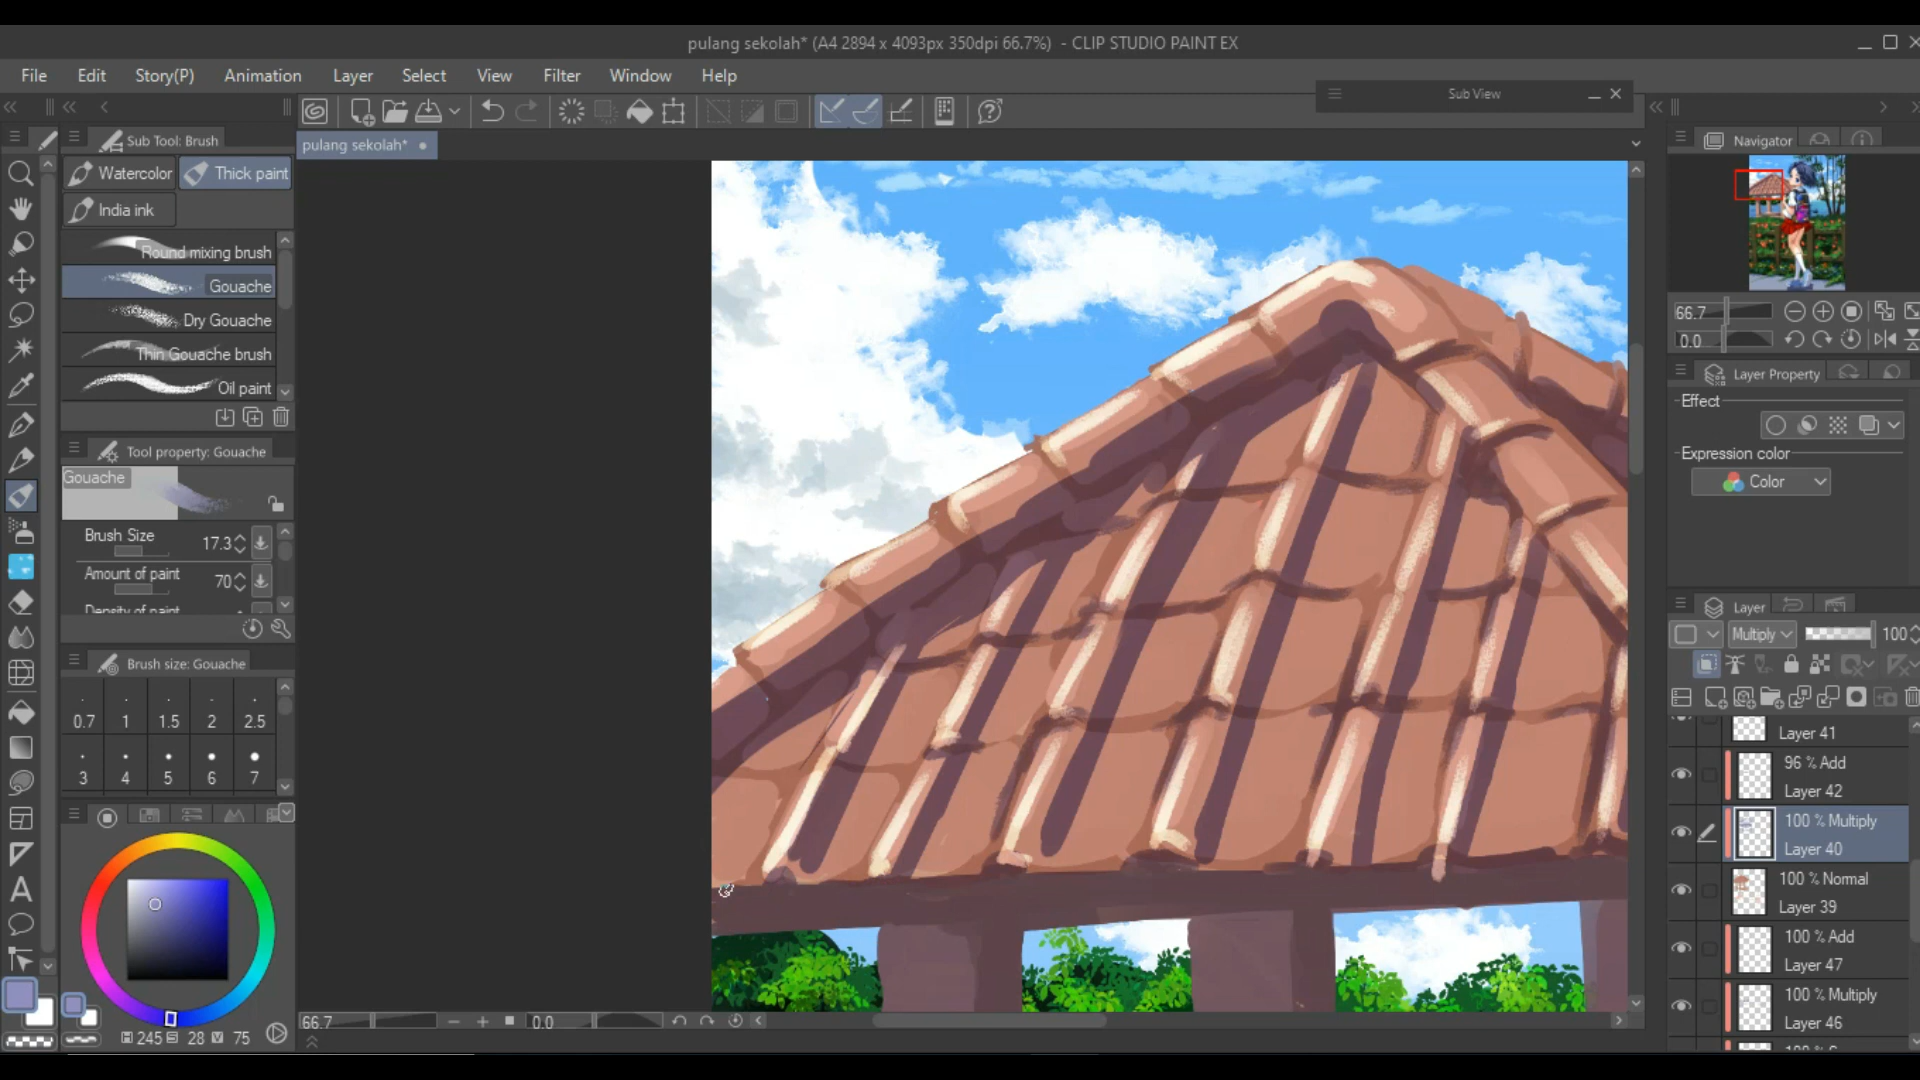 pulang sekolah* (A4 2894 x 4093px 350dpi 66.7%) - CLIP STUDIO PAINT EX
File Edit Story(P) Animation Layer Select View Filter Window Help
Sub View
Sub Tool: Brush
pulang sekolah*
Navigator
Watercolor Thick paint
India ink
Round mixing brush
Gouache
Dry Gouache
Thin Gouache brush
Oil paint
66.7
0.0
Layer Property
Effect
Expression color
Color
Tool property: Gouache
Gouache
Brush Size 17.3
Amount of paint 70
Density of paint
Layer
Multiply 100
Brush size: Gouache
0.7 1 1.5 2 2.5
3 4 5 6 7
Layer 41
96 % Add
Layer 42
100 % Multiply
Layer 40
100 % Normal
Layer 39
100 % Add
Layer 47
100 % Multiply
Layer 46
66.7 0.0
H 245 S 28 V 75
A